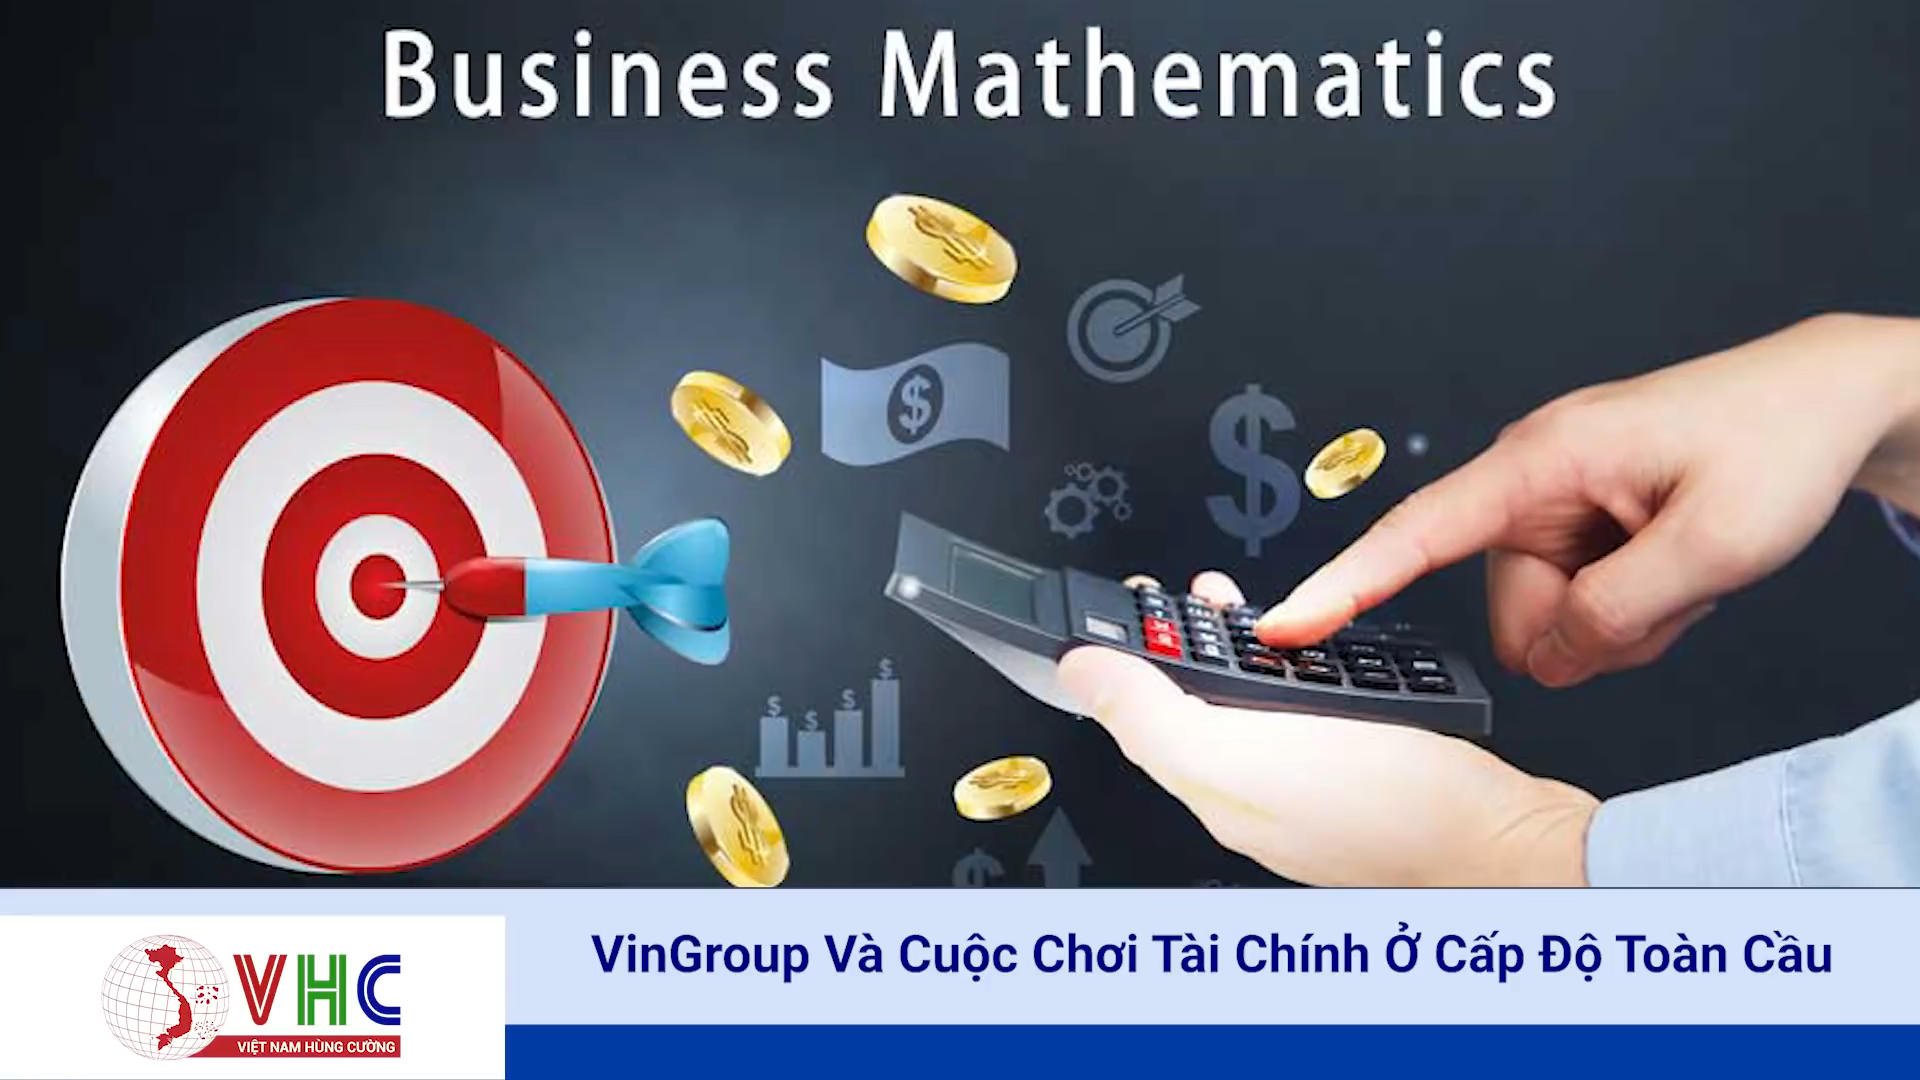 Business Mathematics
VinGroup Và Cuộc Chơi Tài Chính Ở Cấp Độ Toàn Cầu
VHC
VIỆT NAM HÙNG CƯỜNG